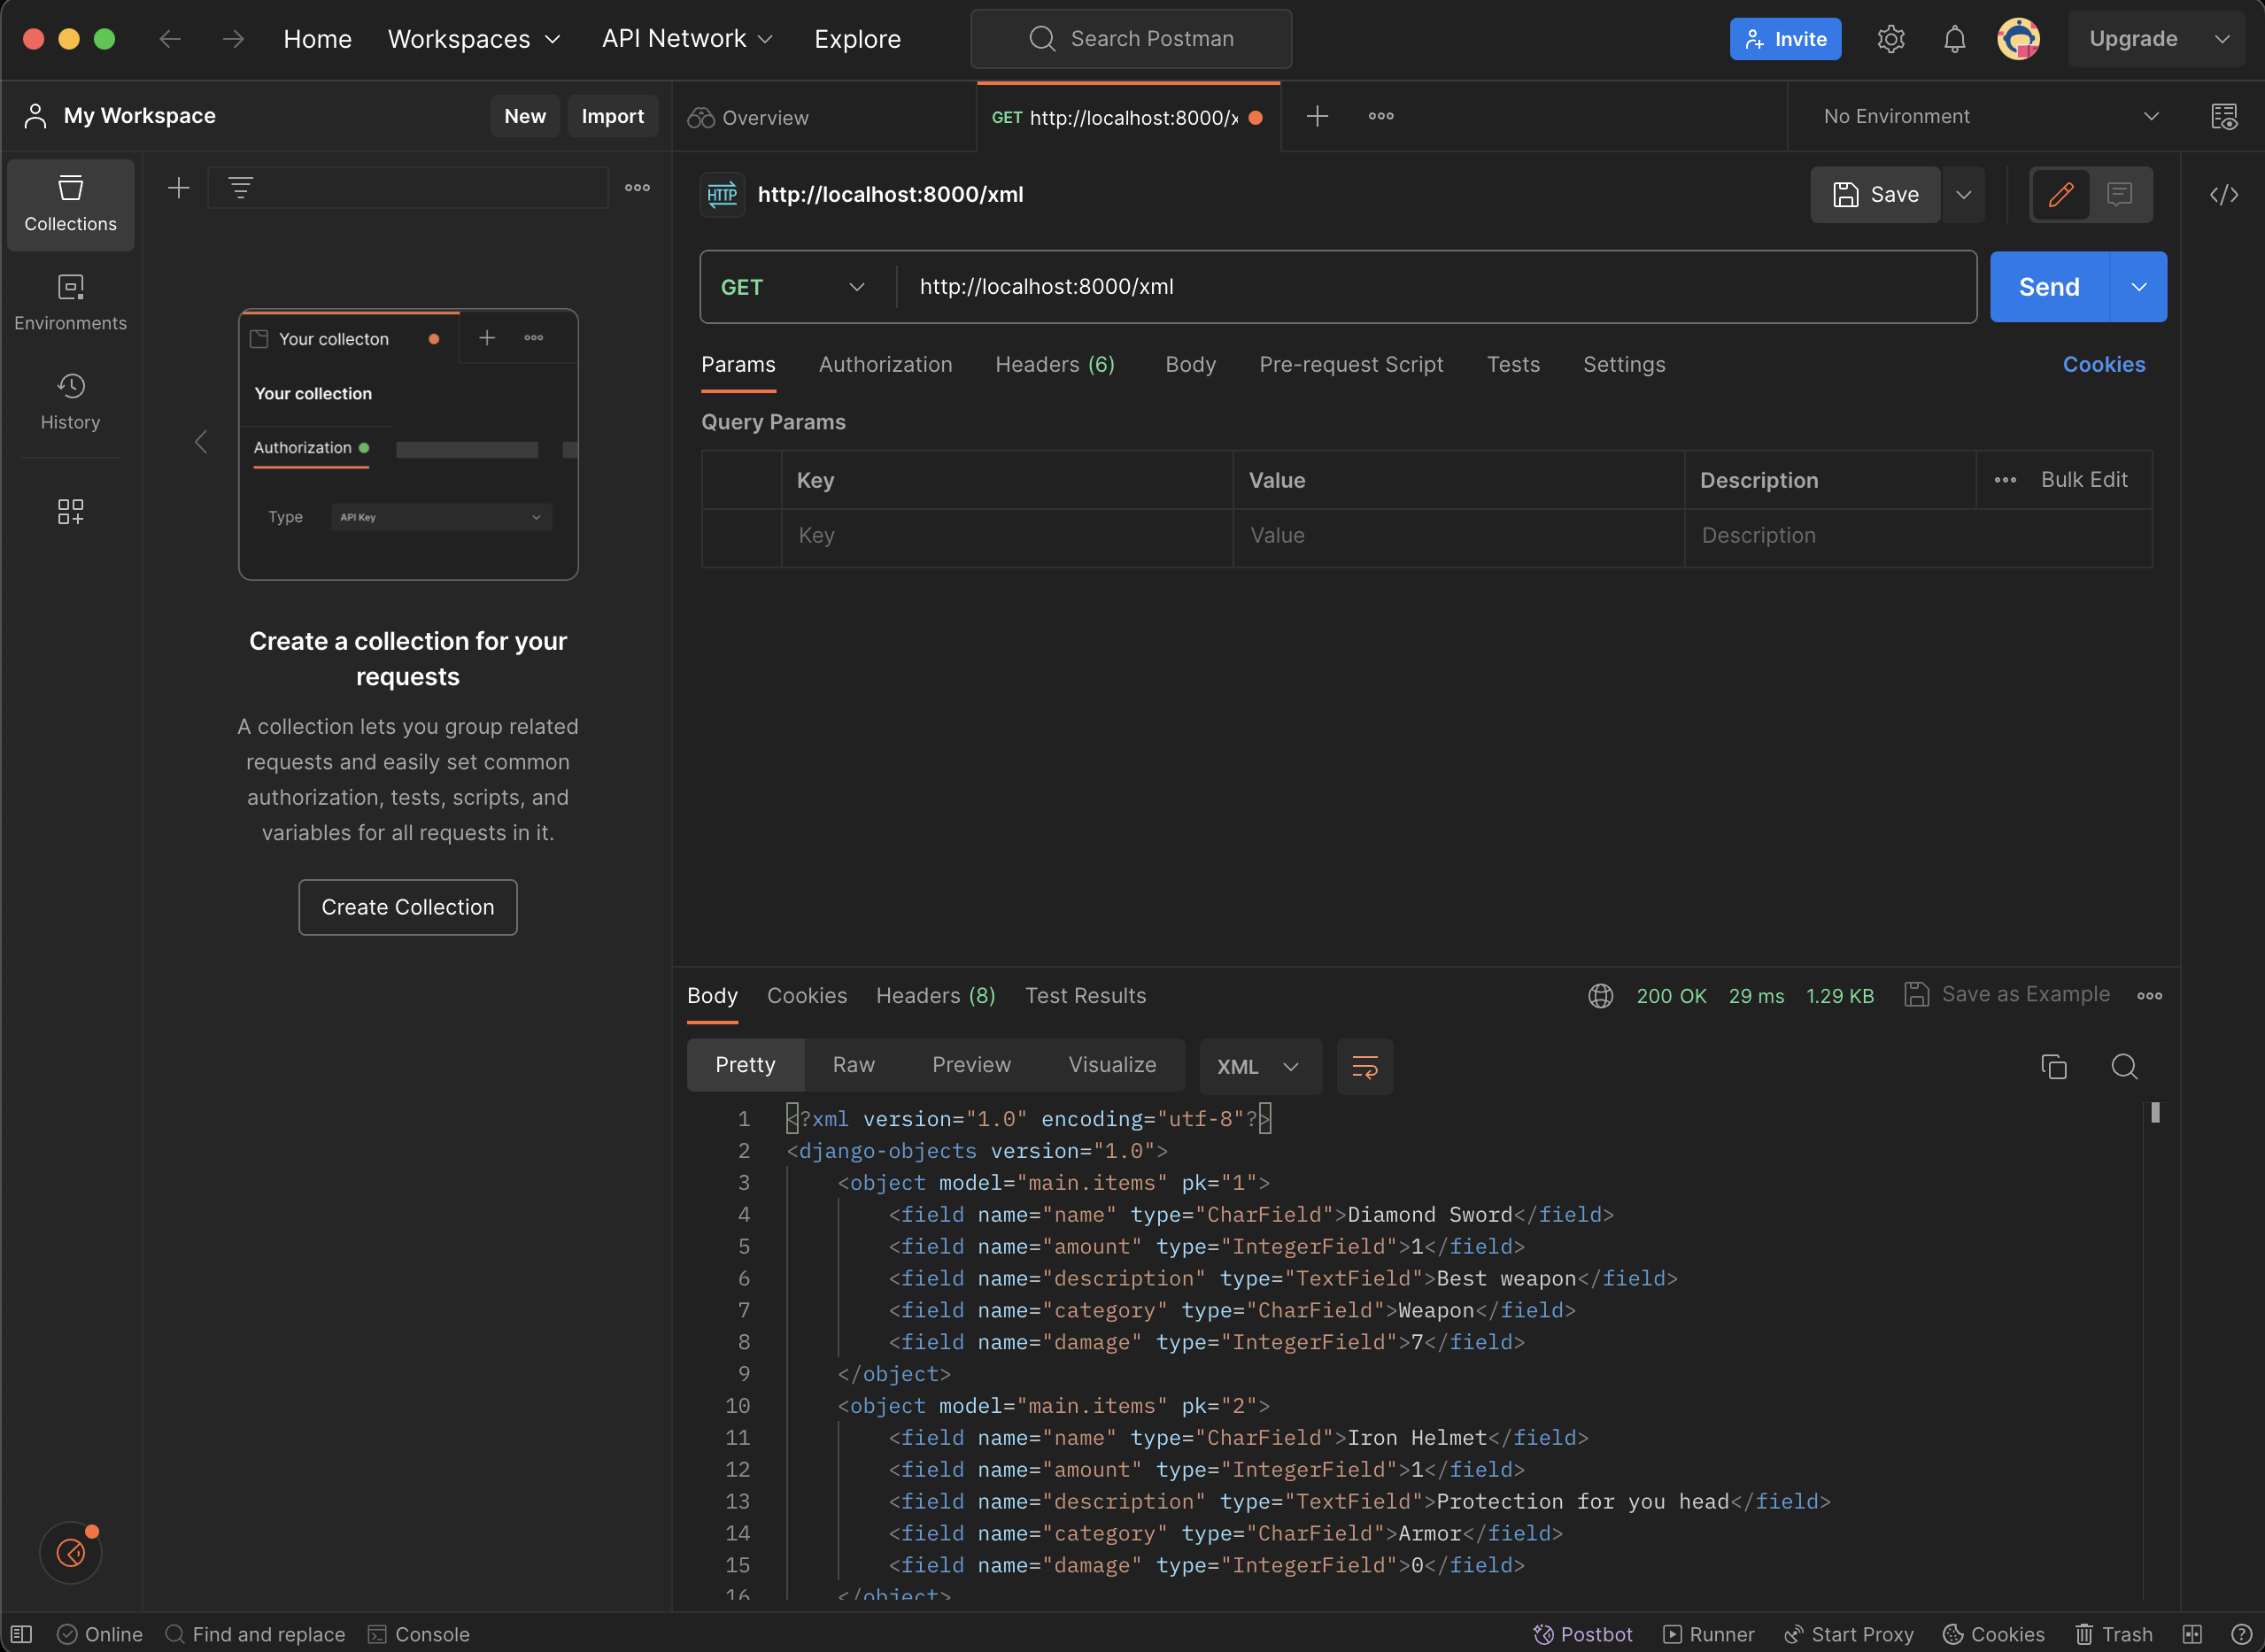 Home Workspaces API Network Explore Search Postman Invite Upgrade
My Workspace New Import
Overview GET http://localhost:8000/x No Environment
Collections
Environments
History
Your collecton
Your collection
Authorization
Type API Key
Create a collection for your
requests
A collection lets you group related
requests and easily set common
authorization, tests, scripts, and
variables for all requests in it.
Create Collection
HTTP http://localhost:8000/xml Save
GET http://localhost:8000/xml Send
Params Authorization Headers (6) Body Pre-request Script Tests Settings Cookies
Query Params
Key Value Description Bulk Edit
Key Value Description
Body Cookies Headers (8) Test Results 200 OK 29 ms 1.29 KB Save as Example
Pretty Raw Preview Visualize XML
1 <?xml version="1.0" encoding="utf-8"?>
2 <django-objects version="1.0">
3 <object model="main.items" pk="1">
4 <field name="name" type="CharField">Diamond Sword</field>
5 <field name="amount" type="IntegerField">1</field>
6 <field name="description" type="TextField">Best weapon</field>
7 <field name="category" type="CharField">Weapon</field>
8 <field name="damage" type="IntegerField">7</field>
9 </object>
10 <object model="main.items" pk="2">
11 <field name="name" type="CharField">Iron Helmet</field>
12 <field name="amount" type="IntegerField">1</field>
13 <field name="description" type="TextField">Protection for you head</field>
14 <field name="category" type="CharField">Armor</field>
15 <field name="damage" type="IntegerField">0</field>
16 </object>
Online Find and replace Console Postbot Runner Start Proxy Cookies Trash